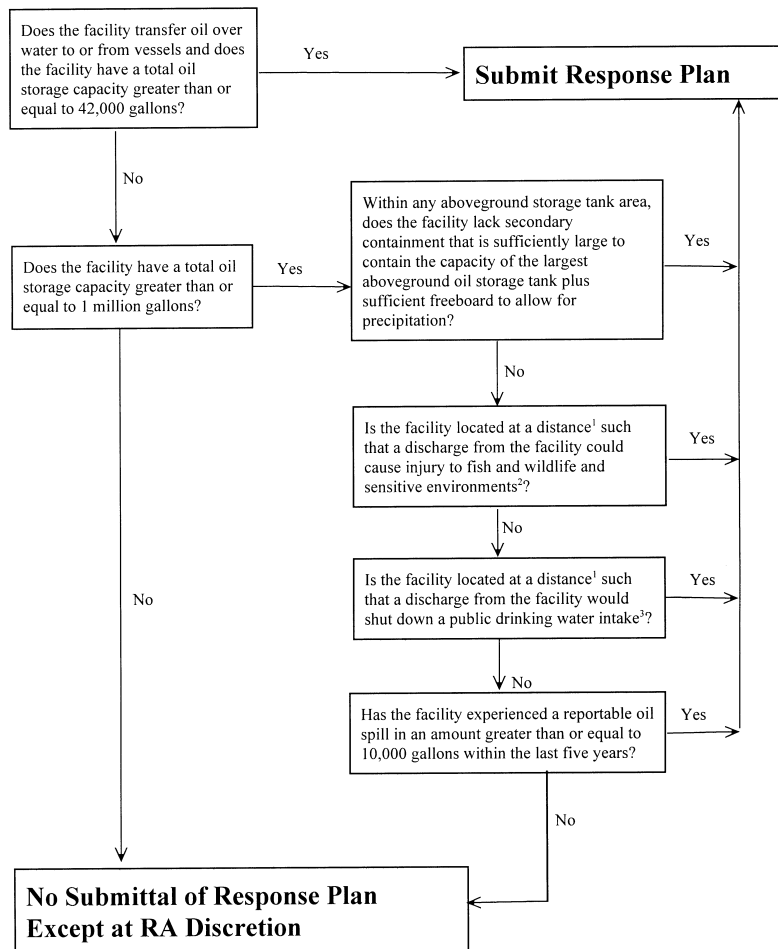 Does the facility transfer oil over
water to or from vessels and does
the facility have a total oil
storage capacity greater than or
equal to 42,000 gallons?
Yes
Submit Response Plan
No
Within any aboveground storage tank area,
does the facility lack secondary
containment that is sufficiently large to
contain the capacity of the largest
aboveground oil storage tank plus
sufficient freeboard to allow for
precipitation?
Yes
Does the facility have a total oil
storage capacity greater than or
equal to 1 million gallons?
Yes
No
Is the facility located at a distance¹ such
that a discharge from the facility could
cause injury to fish and wildlife and
sensitive environments²?
Yes
No
Is the facility located at a distance¹ such
that a discharge from the facility would
shut down a public drinking water intake³?
Yes
No
No
Has the facility experienced a reportable oil
spill in an amount greater than or equal to
10,000 gallons within the last five years?
Yes
No
No Submittal of Response Plan
Except at RA Discretion